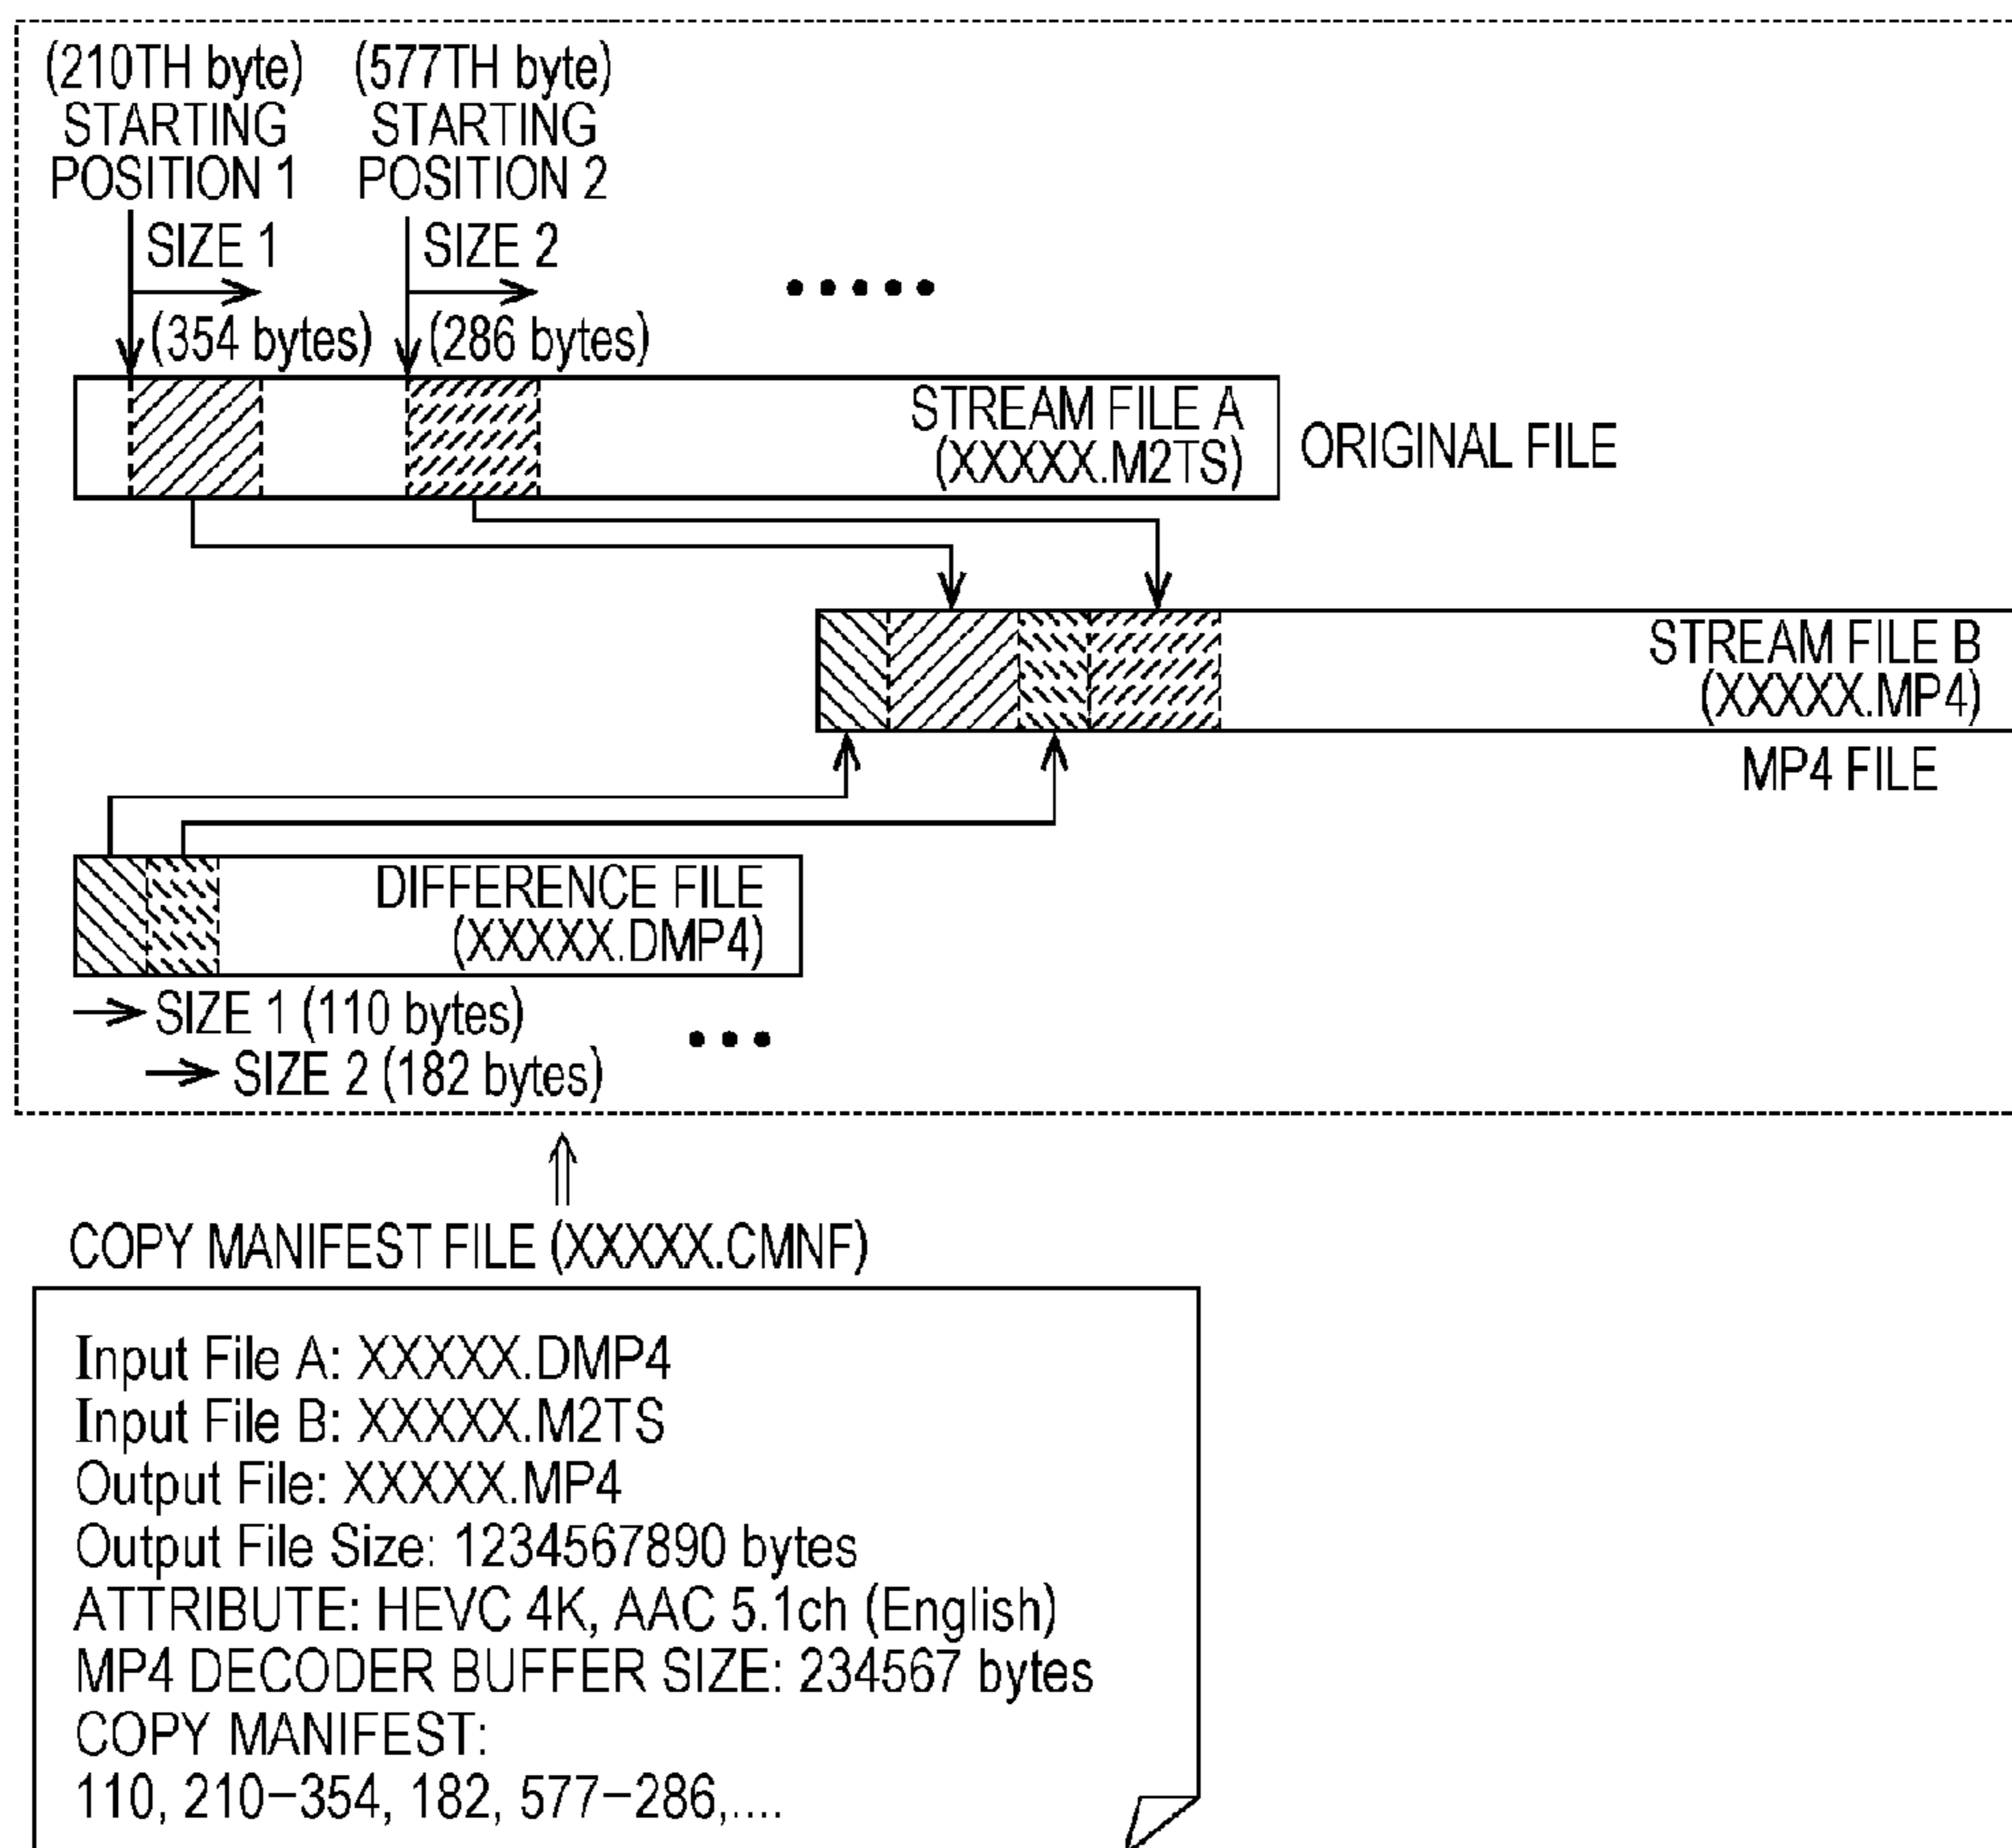 (210TH byte)
STARTING
POSITION 1
(577TH byte)
STARTING
POSITION 2
SIZE 1
SIZE 2
(354 bytes)
(286 bytes)
STREAM FILE A
(XXXXX.M2TS)
ORIGINAL FILE
STREAM FILE B
(XXXXX.MP4)
MP4 FILE
DIFFERENCE FILE
(XXXXX.DMP4)
SIZE 1 (110 bytes)
SIZE 2 (182 bytes)
COPY MANIFEST FILE (XXXXX.CMNF)
Input File A: XXXXX.DMP4
Input File B: XXXXX.M2TS
Output File: XXXXX.MP4
Output File Size: 1234567890 bytes
ATTRIBUTE: HEVC 4K, AAC 5.1ch (English)
MP4 DECODER BUFFER SIZE: 234567 bytes
COPY MANIFEST:
110, 210−354, 182, 577−286,....